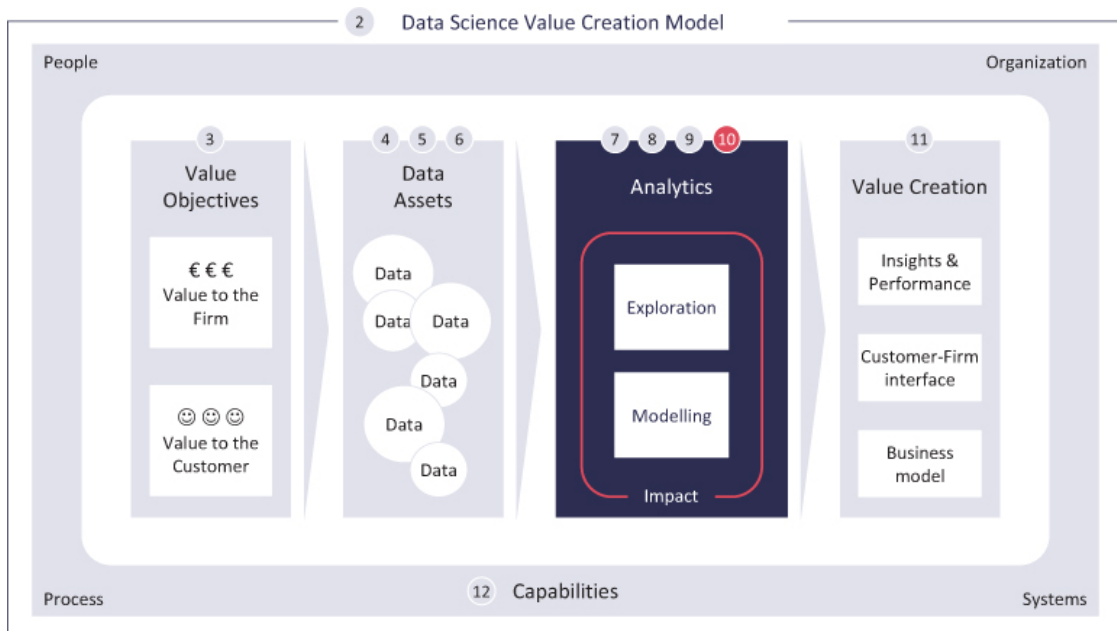 2 Data Science Value Creation Model
People
Organization
3
Value
Objectives
€ € €
Value to the
Firm
☺ ☺ ☺
Value to the
Customer
4 5 6
Data
Assets
Data
Data
Data
Data
Data
Data
7 8 9 10
Analytics
Exploration
Modelling
Impact
11
Value Creation
Insights &
Performance
Customer-Firm
interface
Business
model
Process
12 Capabilities
Systems